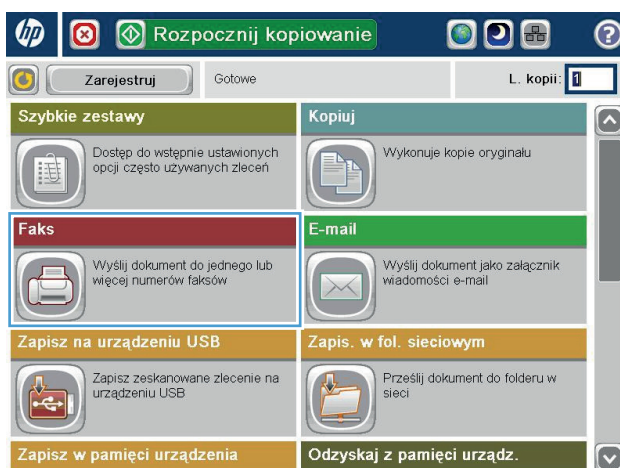 hp
Rozpocznij kopiowanie
?
Zarejestruj
Gotowe
L. kopii:
1
Szybkie zestawy
Dostęp do wstępnie ustawionych
opcji często używanych zleceń
Kopiuj
Wykonuje kopie oryginału
Faks
Wyślij dokument do jednego lub
więcej numerów faksów
E-mail
Wyślij dokument jako załącznik
wiadomości e-mail
Zapisz na urządzeniu USB
Zapisz zeskanowane zlecenie na
urządzeniu USB
Zapis. w fol. sieciowym
Prześlij dokument do folderu w
sieci
Zapisz w pamięci urządzenia
Odzyskaj z pamięci urządz.